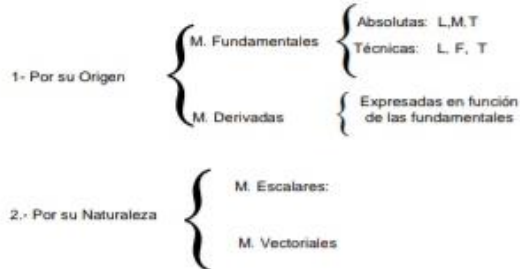 Absolutas: L,M.T
M. Fundamentales
Técnicas: L. F, T
1- Por su Origen
Expresadas en función
de las fundamentales
M. Derivadas
M. Escalares:
2.- Por su Naturaleza
M. Vectoriales